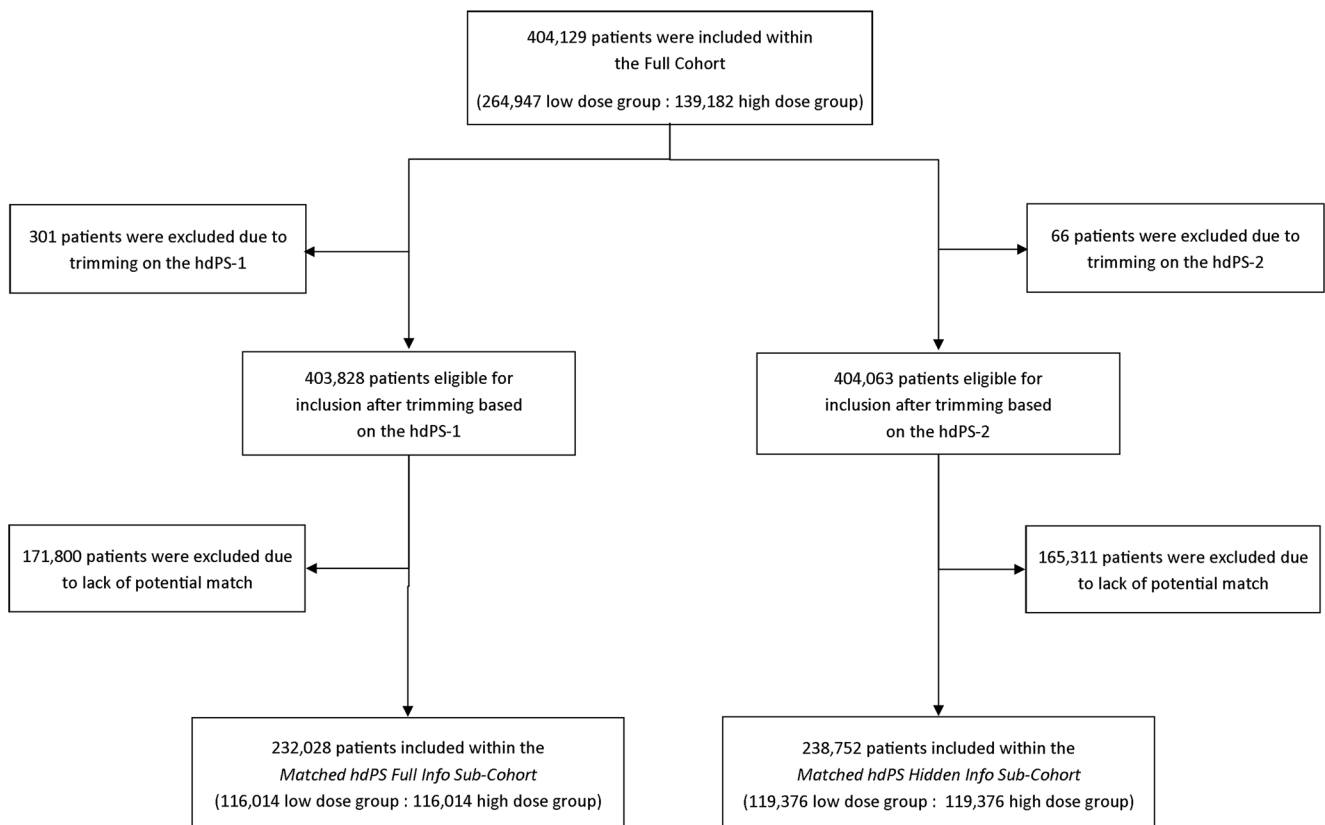 404,129 patients were included within
the Full Cohort
(264,947 low dose group : 139,182 high dose group)
301 patients were excluded due to
trimming on the hdPS-1
66 patients were excluded due to
trimming on the hdPS-2
403,828 patients eligible for
inclusion after trimming based
on the hdPS-1
404,063 patients eligible for
inclusion after trimming based
on the hdPS-2
171,800 patients were excluded due
to lack of potential match
165,311 patients were excluded due
to lack of potential match
232,028 patients included within the
Matched hdPS Full Info Sub-Cohort
(116,014 low dose group : 116,014 high dose group)
238,752 patients included within the
Matched hdPS Hidden Info Sub-Cohort
(119,376 low dose group :  119,376 high dose group)